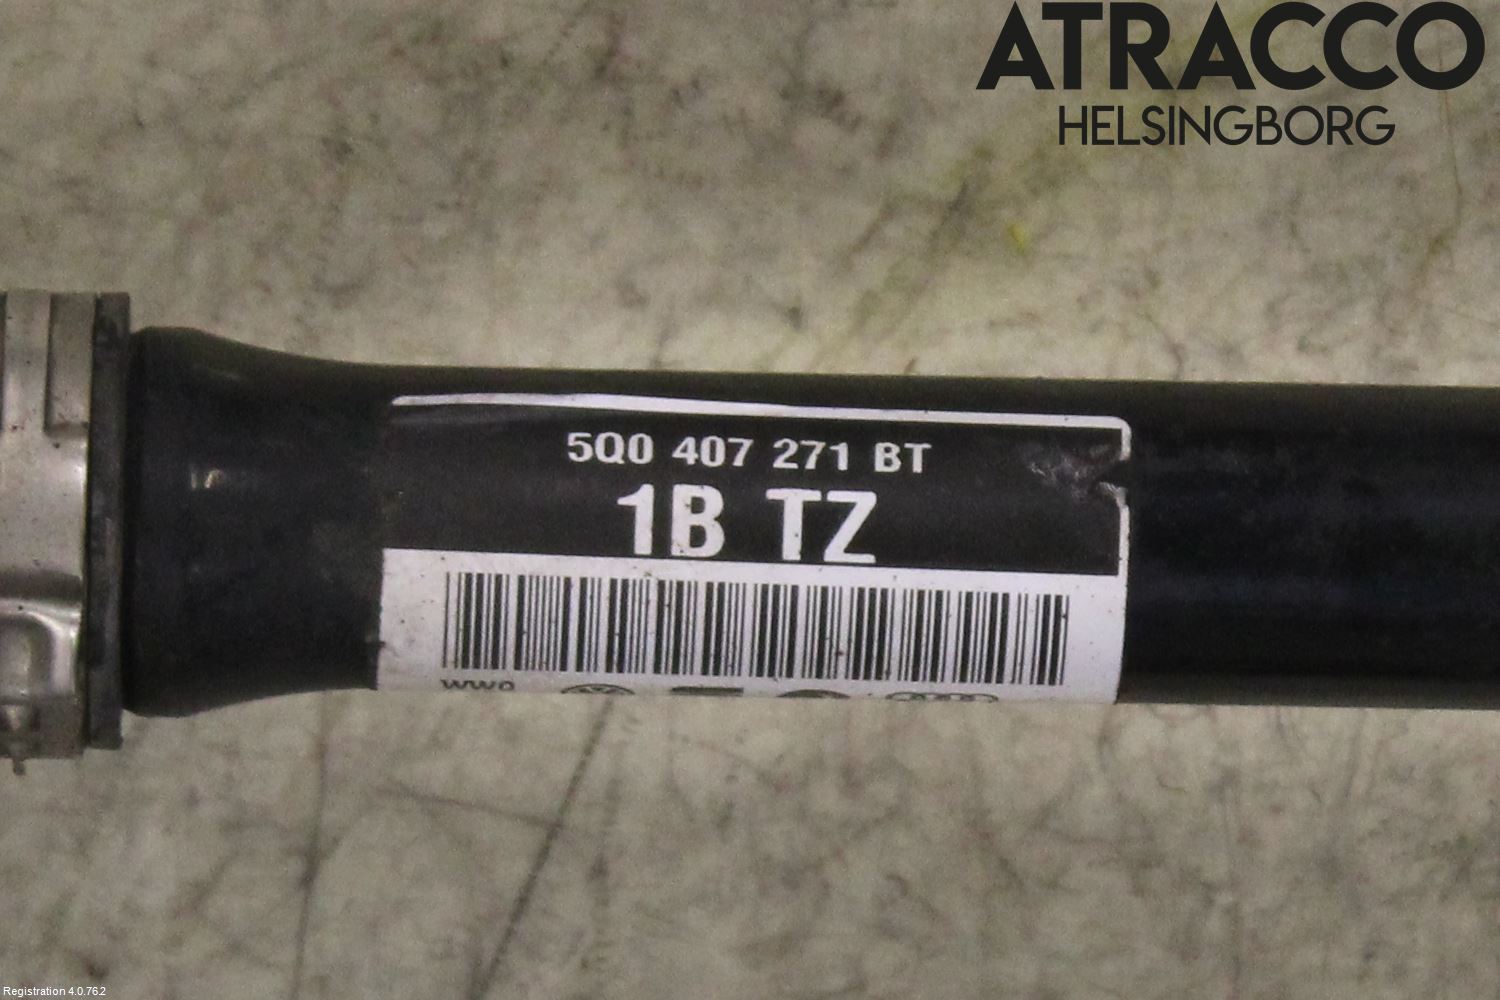 ATRACCO
HELSINGBORG
5Q0 407 271 BT
1B TZ
Registration 4.0.762